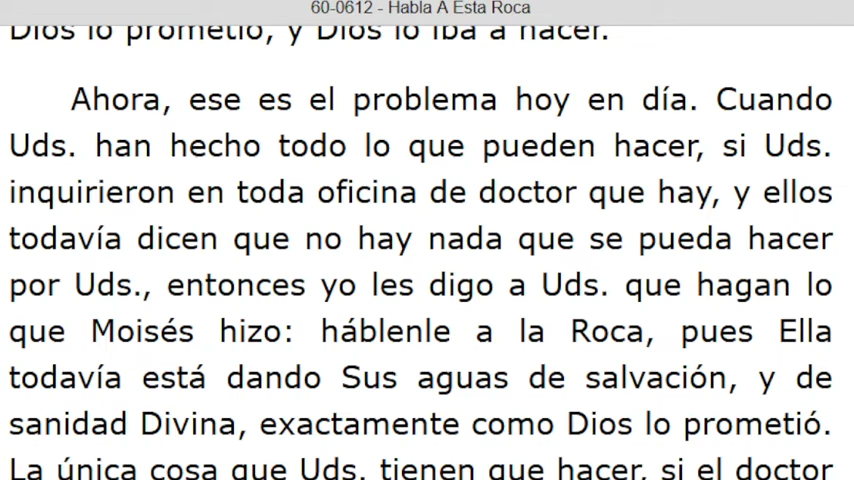 60-0612 - Habla A Esta Roca
Dios lo prometió, y Dios lo iba a hacer.
Ahora, ese es el problema hoy en día. Cuando
Uds. han hecho todo lo que pueden hacer, si Uds.
inquirieron en toda oficina de doctor que hay, y ellos
todavía dicen que no hay nada que se pueda hacer
por Uds., entonces yo les digo a Uds. que hagan lo
que Moisés hizo: háblenle a la Roca, pues Ella
todavía está dando Sus aguas de salvación, y de
sanidad Divina, exactamente como Dios lo prometió.
La única cosa que Uds. tienen que hacer, si el doctor